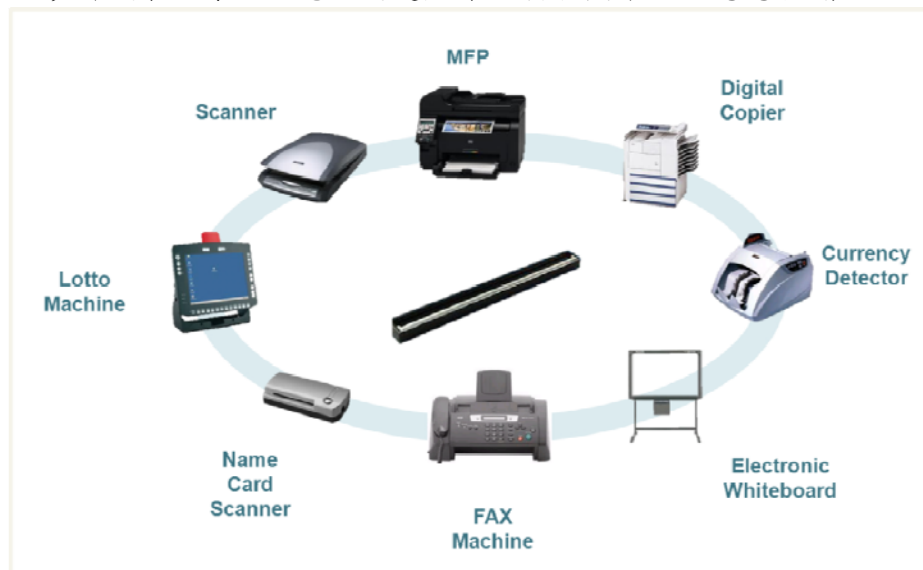 MFP
Scanner
Digital
Copier
Lotto
Machine
Currency
Detector
Name
Card
Scanner
FAX
Machine
Electronic
Whiteboard